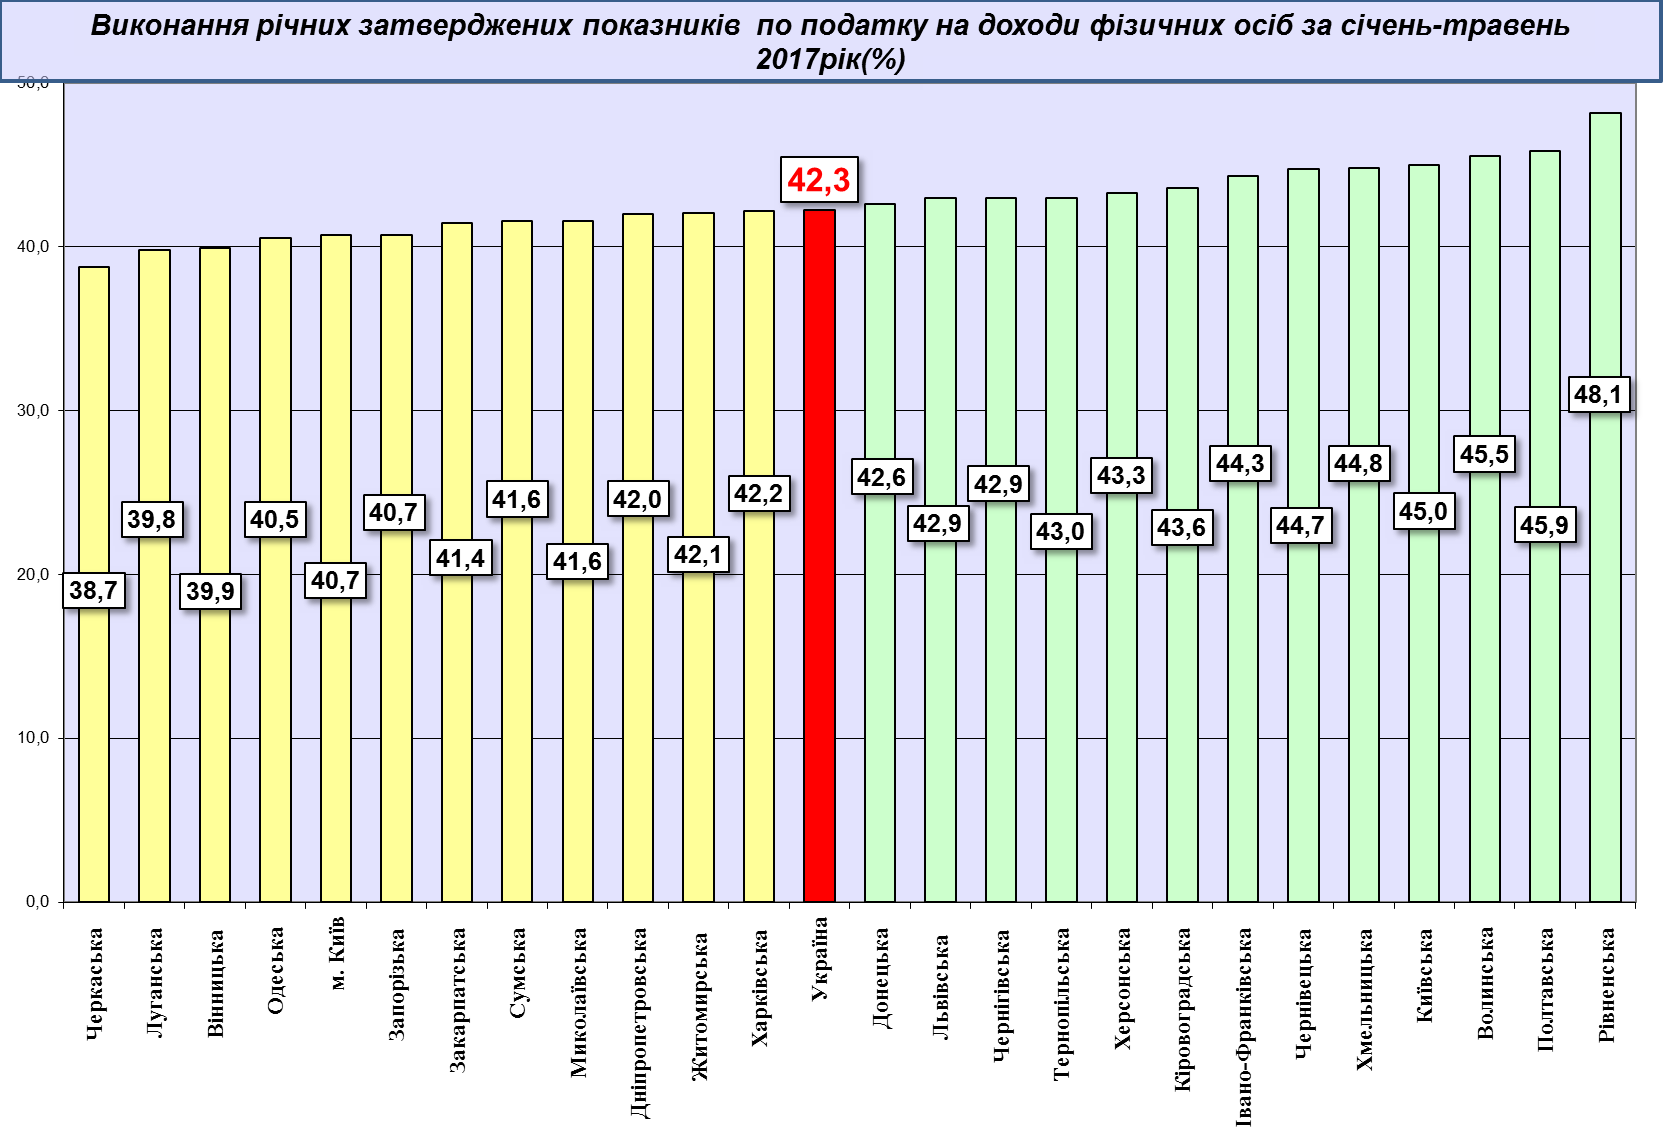 Виконання річних затверджених показників по податку на доходи фізичних осіб за січень-травень
2017рік(%)
50,0
40,0
30,0
20,0
10,0
0,0
38,7
39,8
39,9
40,5
40,7
40,7
41,4
41,6
41,6
42,0
42,1
42,2
42,3
42,6
42,9
42,9
43,0
43,3
43,6
44,3
44,7
44,8
45,0
45,5
45,9
48,1
Черкаська
Луганська
Вінницька
Одеська
м. Київ
Запорізька
Закарпатська
Сумська
Миколаївська
Дніпропетровська
Житомирська
Харківська
Україна
Донецька
Львівська
Чернігівська
Тернопільська
Херсонська
Кіровоградська
Івано-Франківська
Чернівецька
Хмельницька
Київська
Волинська
Полтавська
Рівненська